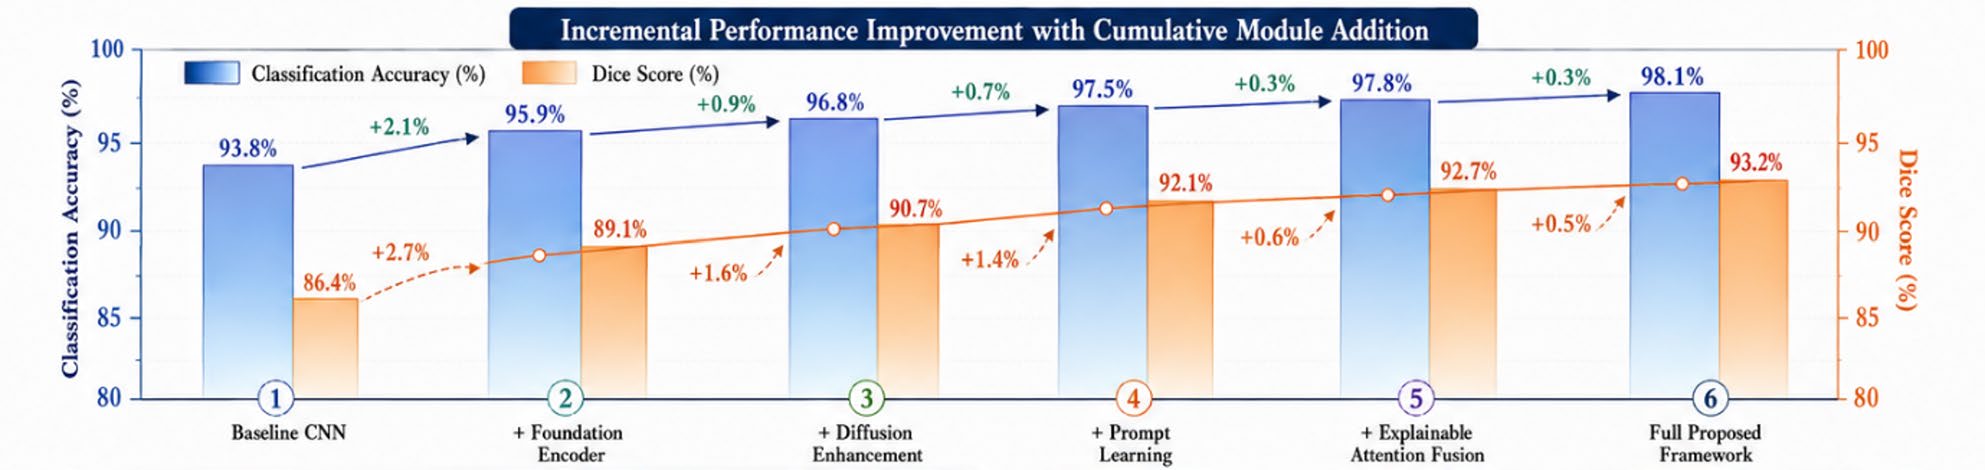 Incremental Performance Improvement with Cumulative Module Addition
Classification Accuracy (%)
Dice Score (%)
Classification Accuracy (%)
100
95
90
85
80
93.8%
86.4%
+2.1%
+2.7%
95.9%
89.1%
+0.9%
+1.6%
96.8%
90.7%
+0.7%
+1.4%
97.5%
92.1%
+0.3%
+0.6%
97.8%
92.7%
+0.3%
+0.5%
98.1%
93.2%
100
95
90
85
80
Dice Score (%)
1
Baseline CNN
2
+ Foundation
Encoder
3
+ Diffusion
Enhancement
4
+ Prompt
Learning
5
+ Explainable
Attention Fusion
6
Full Proposed
Framework